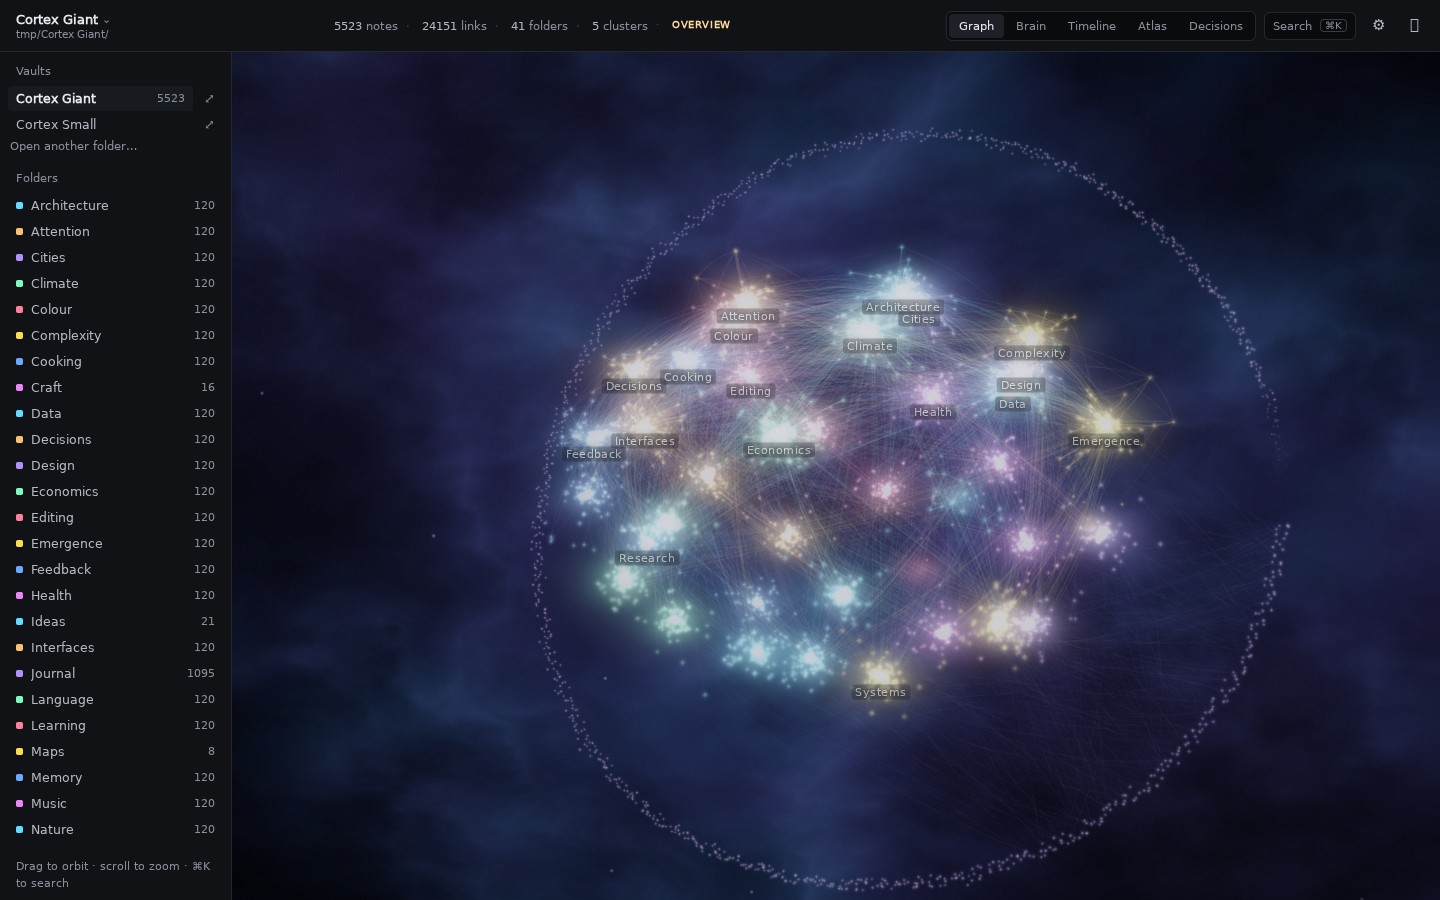 Cortex Giant
tmp/Cortex Giant/
5523 notes · 24151 links · 41 folders · 5 clusters · OVERVIEW
Graph Brain Timeline Atlas Decisions
Search ⌘K
Vaults
Cortex Giant 5523
Cortex Small
Open another folder...
Folders
Architecture 120
Attention 120
Cities 120
Climate 120
Colour 120
Complexity 120
Cooking 120
Craft 16
Data 120
Decisions 120
Design 120
Economics 120
Editing 120
Emergence 120
Feedback 120
Health 120
Ideas 21
Interfaces 120
Journal 1095
Language 120
Learning 120
Maps 8
Memory 120
Music 120
Nature 120
Drag to orbit · scroll to zoom · ⌘K
to search
Architecture
Attention
Cities
Colour
Climate
Complexity
Cooking
Decisions
Design
Editing
Data
Health
Interfaces
Emergence
Economics
Feedback
Research
Systems